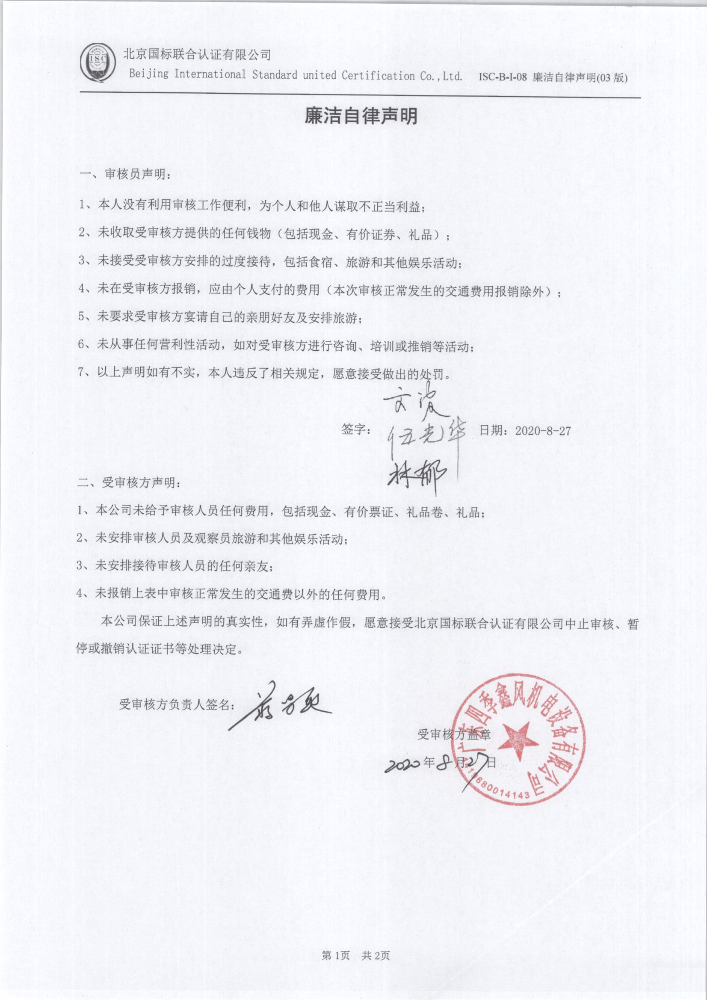 ISC
北京国标联合认证有限公司
Beijing International Standard united Certification Co.,Ltd. ISC-B-I-08 廉洁自律声明(03 版)
廉洁自律声明
一、审核员声明：
1、本人没有利用审核工作便利，为个人和他人谋取不正当利益；
2、未收取受审核方提供的任何钱物（包括现金、有价证券、礼品）；
3、未接受受审核方安排的过度接待，包括食宿、旅游和其他娱乐活动；
4、未在受审核方报销，应由个人支付的费用（本次审核正常发生的交通费用报销除外）；
5、未要求受审核方宴请自己的亲朋好友及安排旅游；
6、未从事任何营利性活动，如对受审核方进行咨询、培训或推销等活动；
7、以上声明如有不实，本人违反了相关规定，愿意接受做出的处罚。
文波
签字： 伍光华 日期：2020-8-27
林郁
二、受审核方声明：
1、本公司未给予审核人员任何费用，包括现金、有价票证、礼品卷、礼品；
2、未安排审核人员及观察员旅游和其他娱乐活动；
3、未安排接待审核人员的任何亲友；
4、未报销上表中审核正常发生的交通费以外的任何费用。
本公司保证上述声明的真实性，如有弄虚作假，愿意接受北京国标联合认证有限公司中止审核、暂
停或撤销认证证书等处理决定。
受审核方负责人签名：
受审核方盖章
2020年8月27日
广东四季鑫风机电设备有限公司
4419680014143
第 1页 共 2页